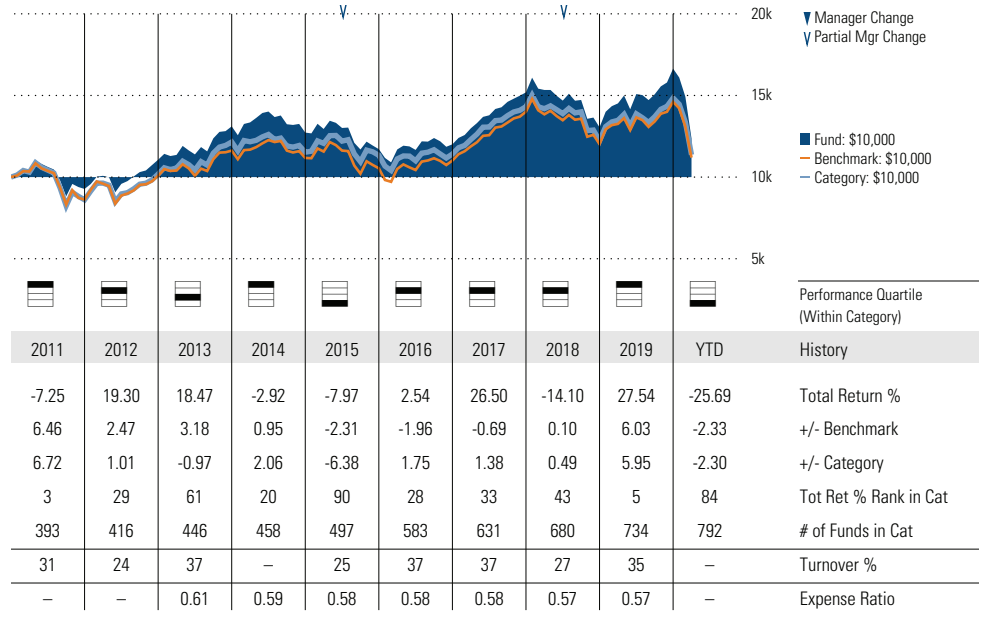 20k
▼ Manager Change
V Partial Mgr Change
15k
Fund: $10,000
Benchmark: $10,000
Category: $10,000
10k
5k
Performance Quartile
(Within Category)
2011 2012 2013 2014 2015 2016 2017 2018 2019 YTD History
-7.25 19.30 18.47 -2.92 -7.97 2.54 26.50 -14.10 27.54 -25.69 Total Return %
6.46 2.47 3.18 0.95 -2.31 -1.96 -0.69 0.10 6.03 -2.33 +/- Benchmark
6.72 1.01 -0.97 2.06 -6.38 1.75 1.38 0.49 5.95 -2.30 +/- Category
3 29 61 20 90 28 33 43 5 84 Tot Ret % Rank in Cat
393 416 446 458 497 583 631 680 734 792 # of Funds in Cat
31 24 37 – 25 37 37 27 35 – Turnover %
– – 0.61 0.59 0.58 0.58 0.58 0.57 0.57 – Expense Ratio